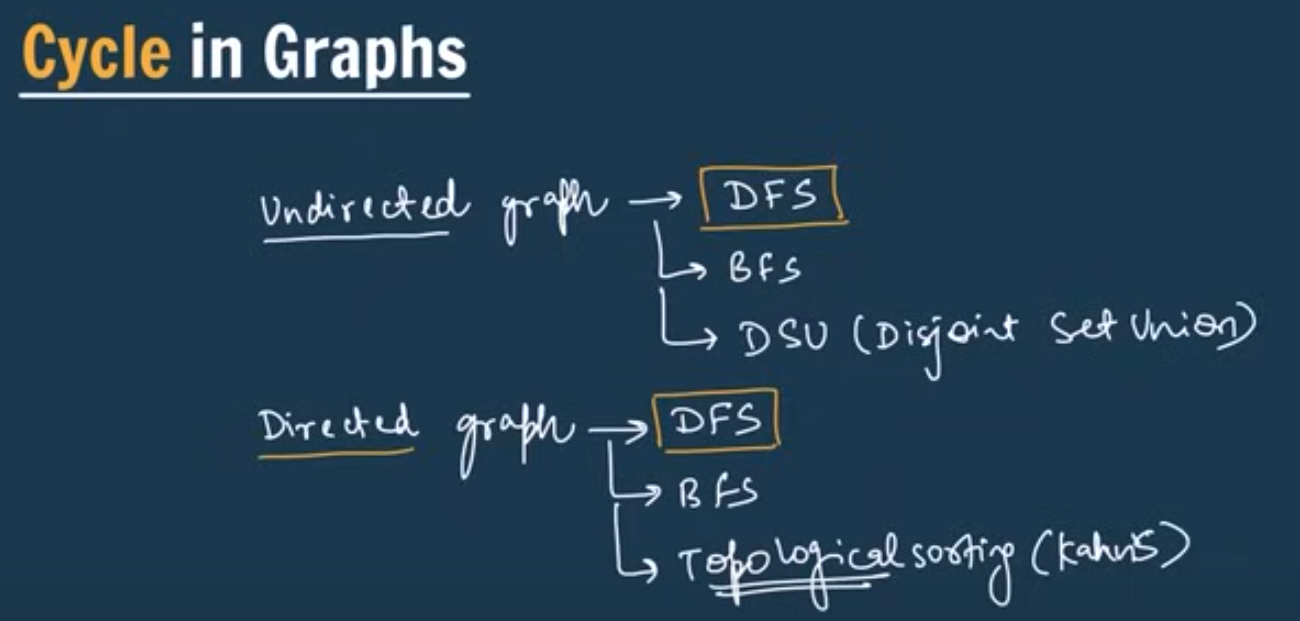 Cycle in Graphs
Undirected graph → DFS
→ BFS
→ DSU (Disjoint Set Union)
Directed graph → DFS
→ BFS
→ Topological sorting (Kahn's)